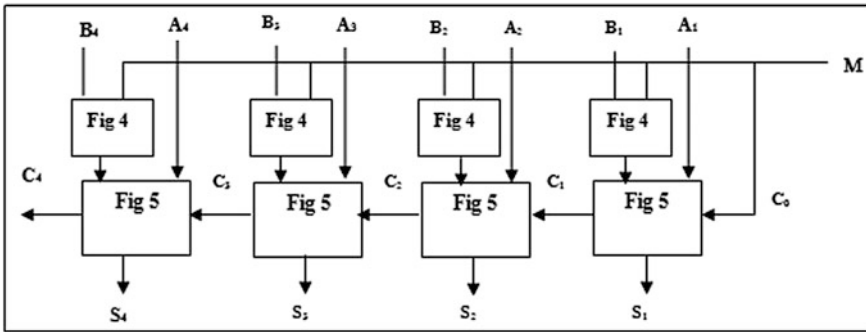 B₄ A₄ B₃ A₃ B₂ A₂ B₁ A₁
M
Fig 4 Fig 4 Fig 4 Fig 4
C₄ C₃ C₂ C₁ C₀
Fig 5 Fig 5 Fig 5 Fig 5
S₄ S₃ S₂ S₁